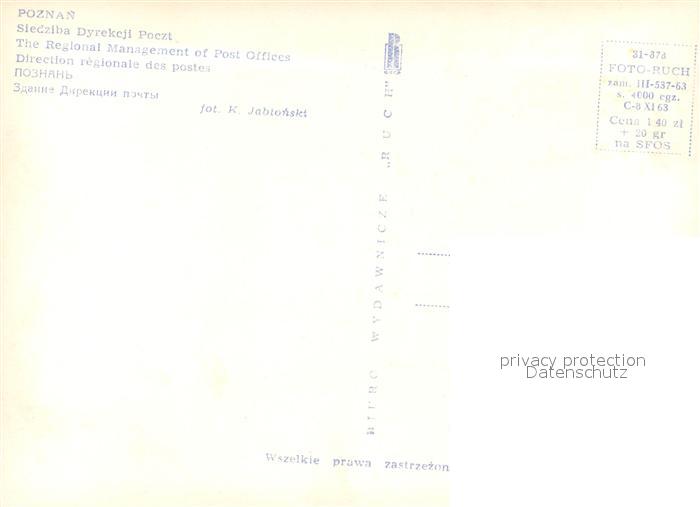 POZNAŃ
Siedziba Dyrekcji Poczt
The Regional Management of Post Offices
Direction régionale des postes
ПОЗНАНЬ
Здание Дирекции почты
fot. K. Jabłoński
BIURO WYDAWNICZE „RUCH"
31-378
FOTO-RUCH
zam. III-537-63
s. 4000 egz.
C-8 XI 63
Cena 1 40 zł
+ 20 gr
na SFOS
privacy protection
Datenschutz
Wszelkie prawa zastrzeżon